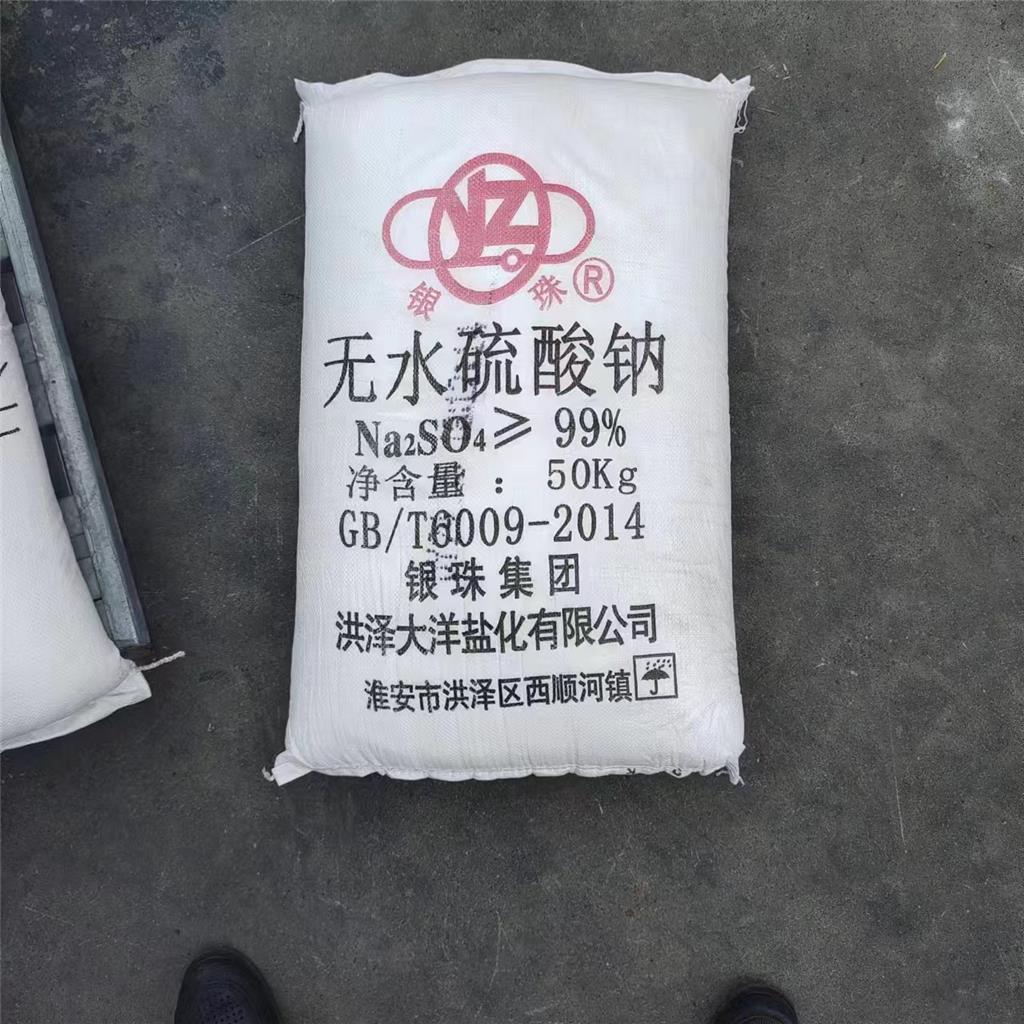 YZ
银珠®
无水硫酸钠
Na₂SO₄≥ 99%
净含量 : 50Kg
GB/T6009-2014
银珠集团
洪泽大洋盐化有限公司
淮安市洪泽区西顺河镇